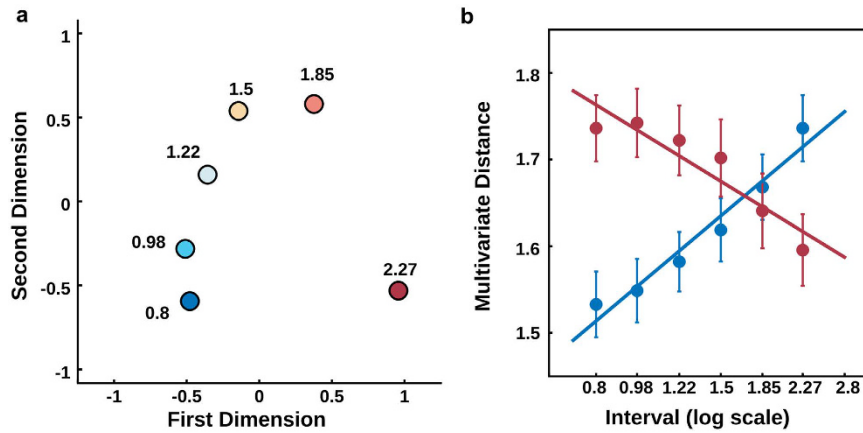 a
1
0.5
0
-0.5
-1
Second Dimension
1.5
1.85
1.22
0.98
0.8
2.27
-1 -0.5 0 0.5 1
First Dimension
b
1.8
1.7
1.6
1.5
Multivariate Distance
0.8 0.98 1.22 1.5 1.85 2.27 2.8
Interval (log scale)